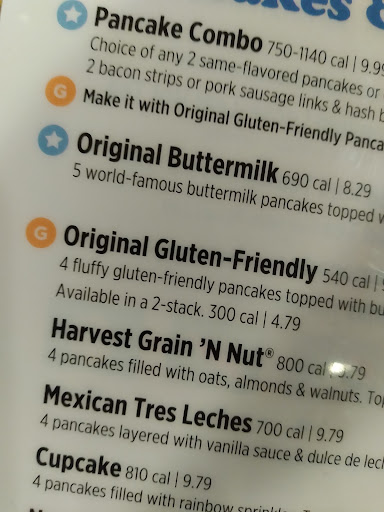 Pancake Combo 750-1140 cal | 9.99
Choice of any 2 same-flavored pancakes or
2 bacon strips or pork sausage links & hash
G Make it with Original Gluten-Friendly
Original Buttermilk 690 cal | 8.29
5 world-famous buttermilk pancakes topped
G Original Gluten-Friendly 540 cal |
4 fluffy gluten-friendly pancakes topped with
Available in a 2-stack. 300 cal | 4.79
Harvest Grain 'N Nut® 800 cal
4 pancakes filled with oats, almonds & walnuts.
Mexican Tres Leches 700 cal | 9.79
4 pancakes layered with vanilla sauce & dulce de
Cupcake 810 cal | 9.79
4 pancakes filled with rainbow